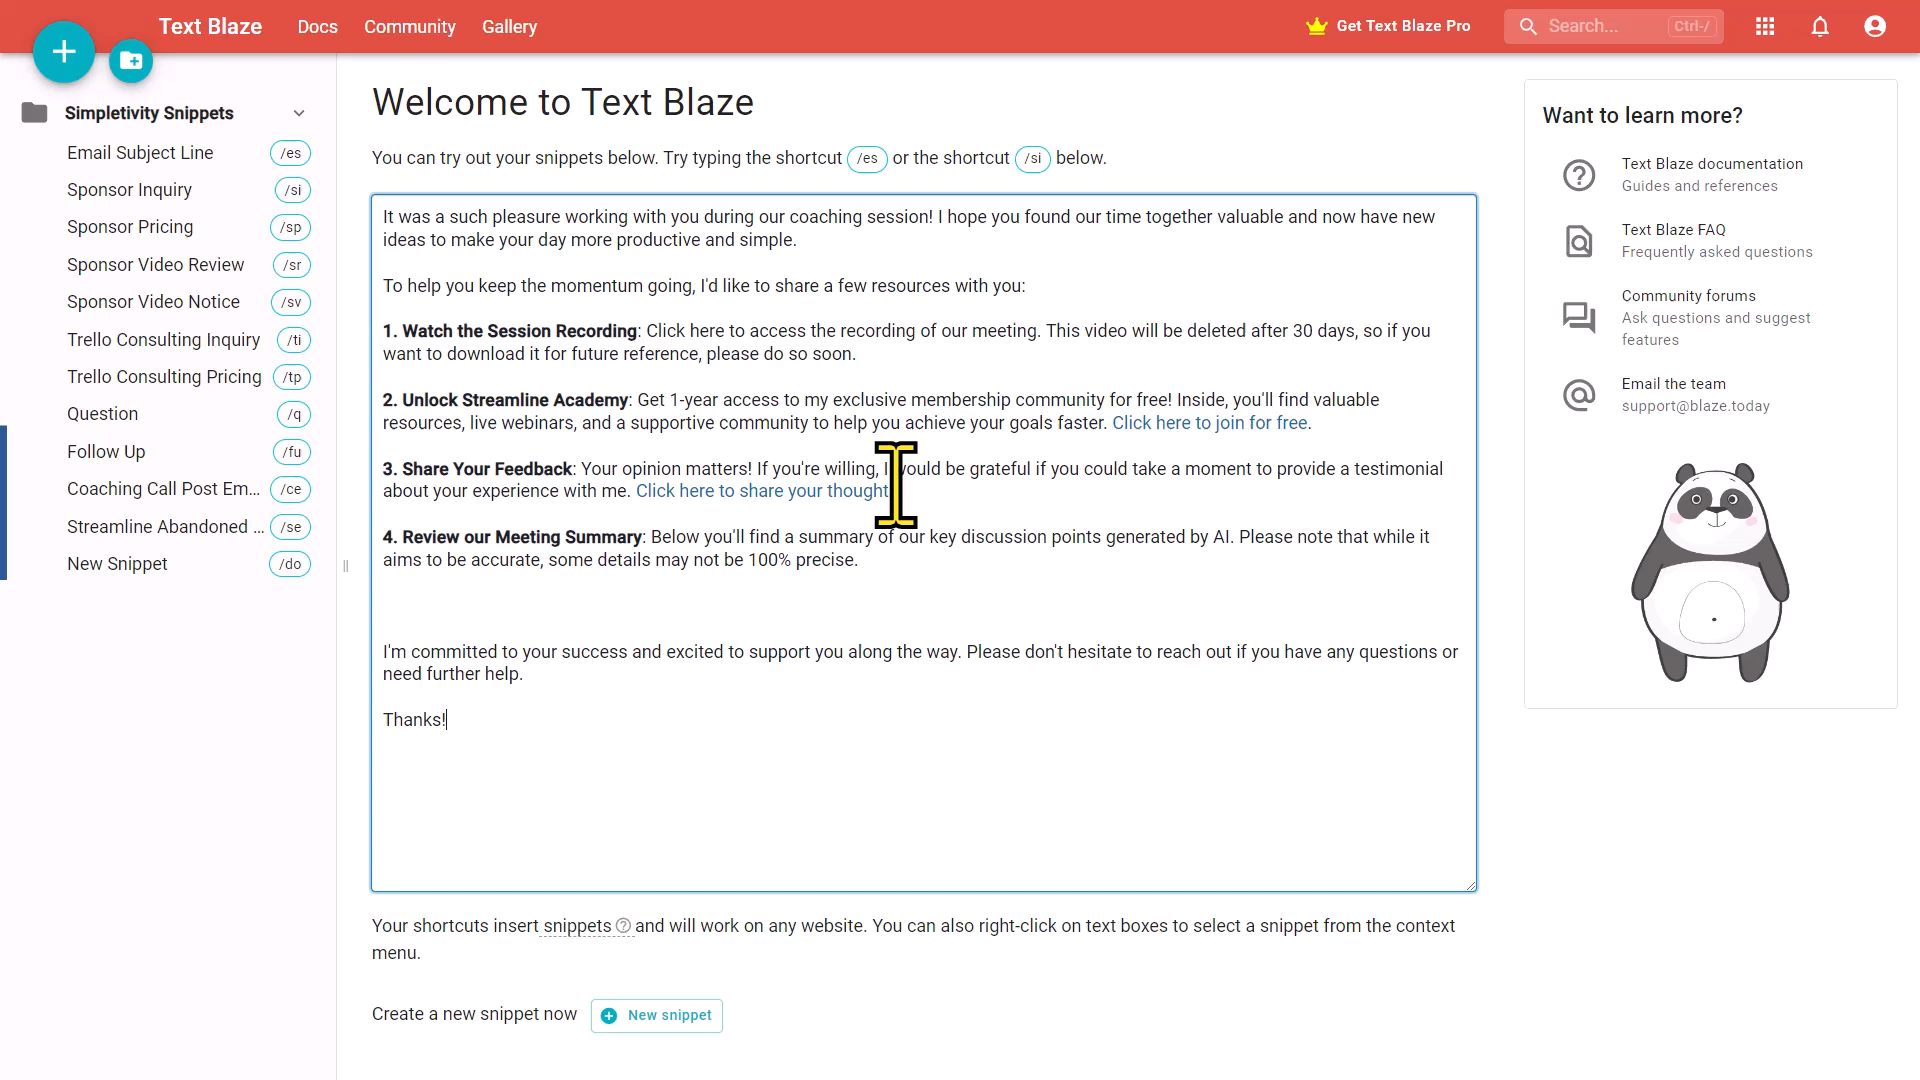 Text Blaze
Docs
Community
Gallery
Get Text Blaze Pro
Search...
Ctrl-/
Simpletivity Snippets
Email Subject Line /es
Sponsor Inquiry /si
Sponsor Pricing /sp
Sponsor Video Review /sr
Sponsor Video Notice /sv
Trello Consulting Inquiry /ti
Trello Consulting Pricing /tp
Question /q
Follow Up /fu
Coaching Call Post Em... /ce
Streamline Abandoned ... /se
New Snippet /do
Welcome to Text Blaze
You can try out your snippets below. Try typing the shortcut /es or the shortcut /si below.
It was a such pleasure working with you during our coaching session! I hope you found our time together valuable and now have new
ideas to make your day more productive and simple.
To help you keep the momentum going, I'd like to share a few resources with you:
1. Watch the Session Recording: Click here to access the recording of our meeting. This video will be deleted after 30 days, so if you
want to download it for future reference, please do so soon.
2. Unlock Streamline Academy: Get 1-year access to my exclusive membership community for free! Inside, you'll find valuable
resources, live webinars, and a supportive community to help you achieve your goals faster. Click here to join for free.
3. Share Your Feedback: Your opinion matters! If you're willing, I would be grateful if you could take a moment to provide a testimonial
about your experience with me. Click here to share your thought
4. Review our Meeting Summary: Below you'll find a summary of our key discussion points generated by AI. Please note that while it
aims to be accurate, some details may not be 100% precise.
I'm committed to your success and excited to support you along the way. Please don't hesitate to reach out if you have any questions or
need further help.
Thanks!
Your shortcuts insert snippets and will work on any website. You can also right-click on text boxes to select a snippet from the context
menu.
Create a new snippet now
New snippet
Want to learn more?
Text Blaze documentation
Guides and references
Text Blaze FAQ
Frequently asked questions
Community forums
Ask questions and suggest
features
Email the team
support@blaze.today